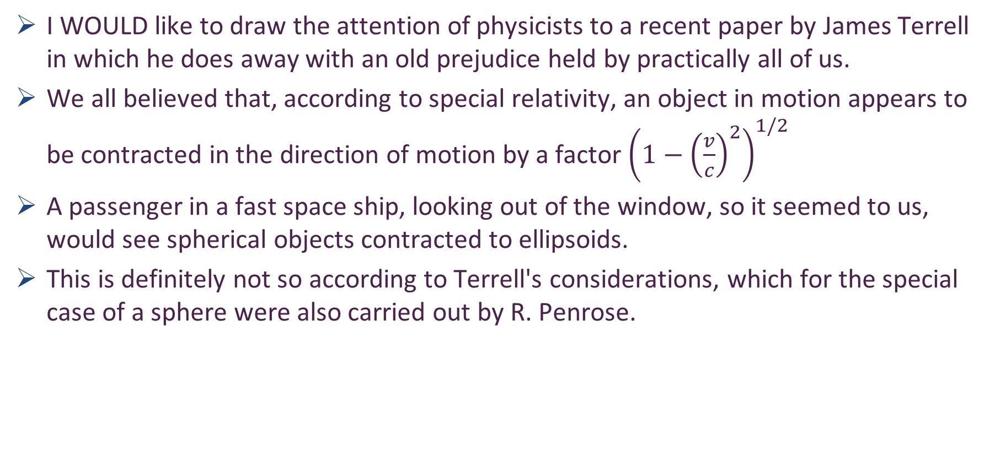 ➢ I WOULD like to draw the attention of physicists to a recent paper by James Terrell
in which he does away with an old prejudice held by practically all of us.
➢ We all believed that, according to special relativity, an object in motion appears to
be contracted in the direction of motion by a factor (1 − (v/c)²)^{1/2}
➢ A passenger in a fast space ship, looking out of the window, so it seemed to us,
would see spherical objects contracted to ellipsoids.
➢ This is definitely not so according to Terrell's considerations, which for the special
case of a sphere were also carried out by R. Penrose.